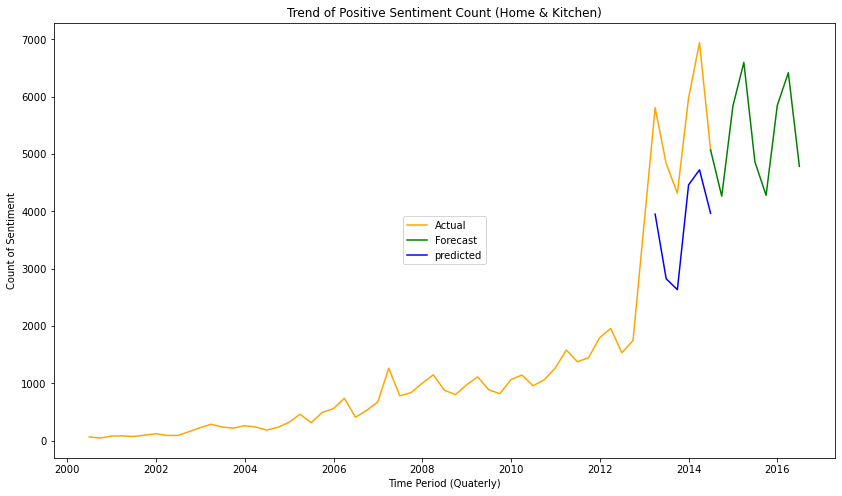 Trend of Positive Sentiment Count (Home & Kitchen)
Count of Sentiment
7000
6000
5000
4000
3000
2000
1000
0
Actual
Forecast
predicted
2000 2002 2004 2006 2008 2010 2012 2014 2016
Time Period (Quaterly)